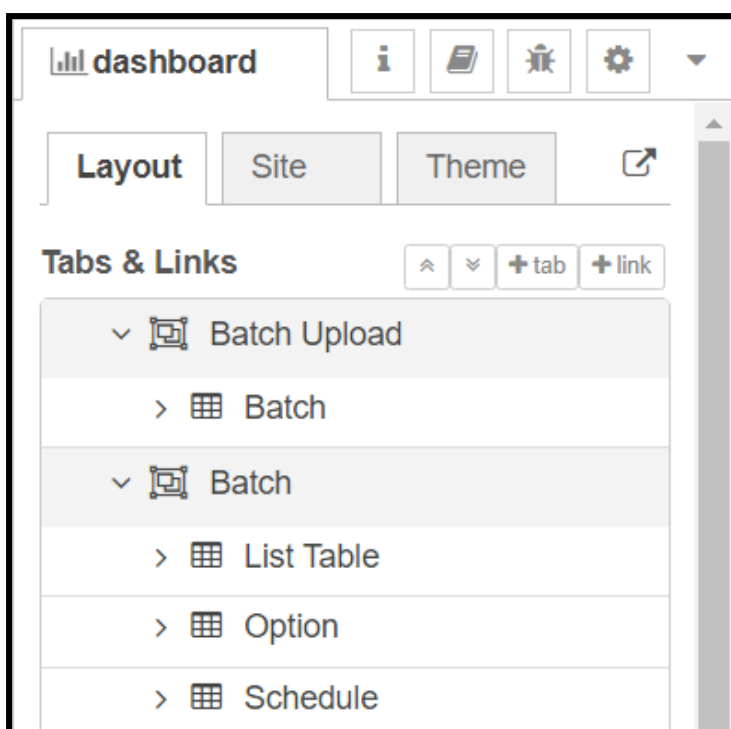 dashboard
Layout Site Theme
Tabs & Links +tab +link
Batch Upload
Batch
Batch
List Table
Option
Schedule